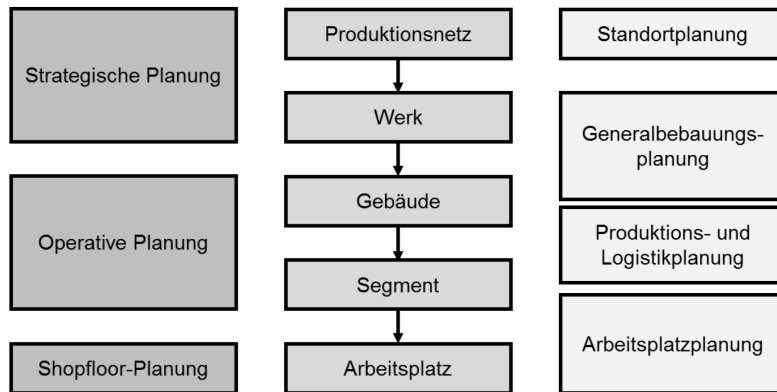 Strategische Planung
Operative Planung
Shopfloor-Planung
Produktionsnetz
Werk
Gebäude
Segment
Arbeitsplatz
Standortplanung
Generalbebauungs-
planung
Produktions- und
Logistikplanung
Arbeitsplatzplanung